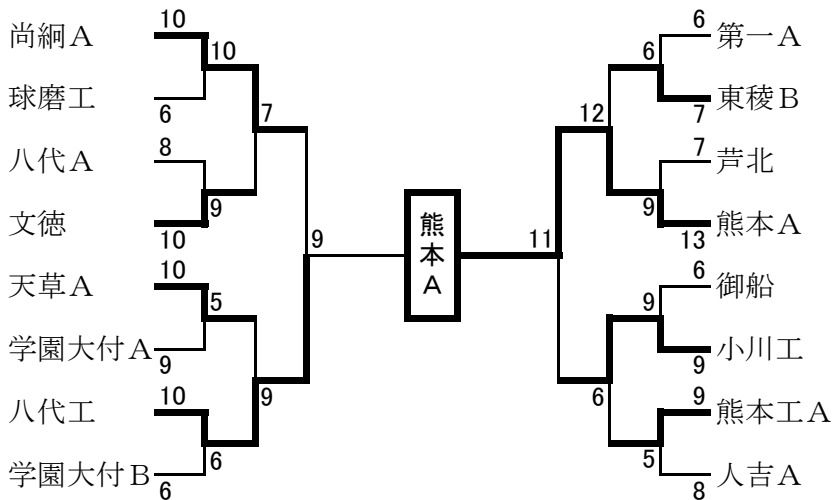 尚絅A
10
10
球磨工
6
7
八代A
8
9
文徳
10
9
天草A
10
5
学園大付A
9
9
八代工
10
6
学園大付B
6
熊本A
11
6
第一A
6
7
東稜B
12
7
芦北
9
13
熊本A
6
御船
9
9
小川工
6
9
熊本工A
5
8
人吉A